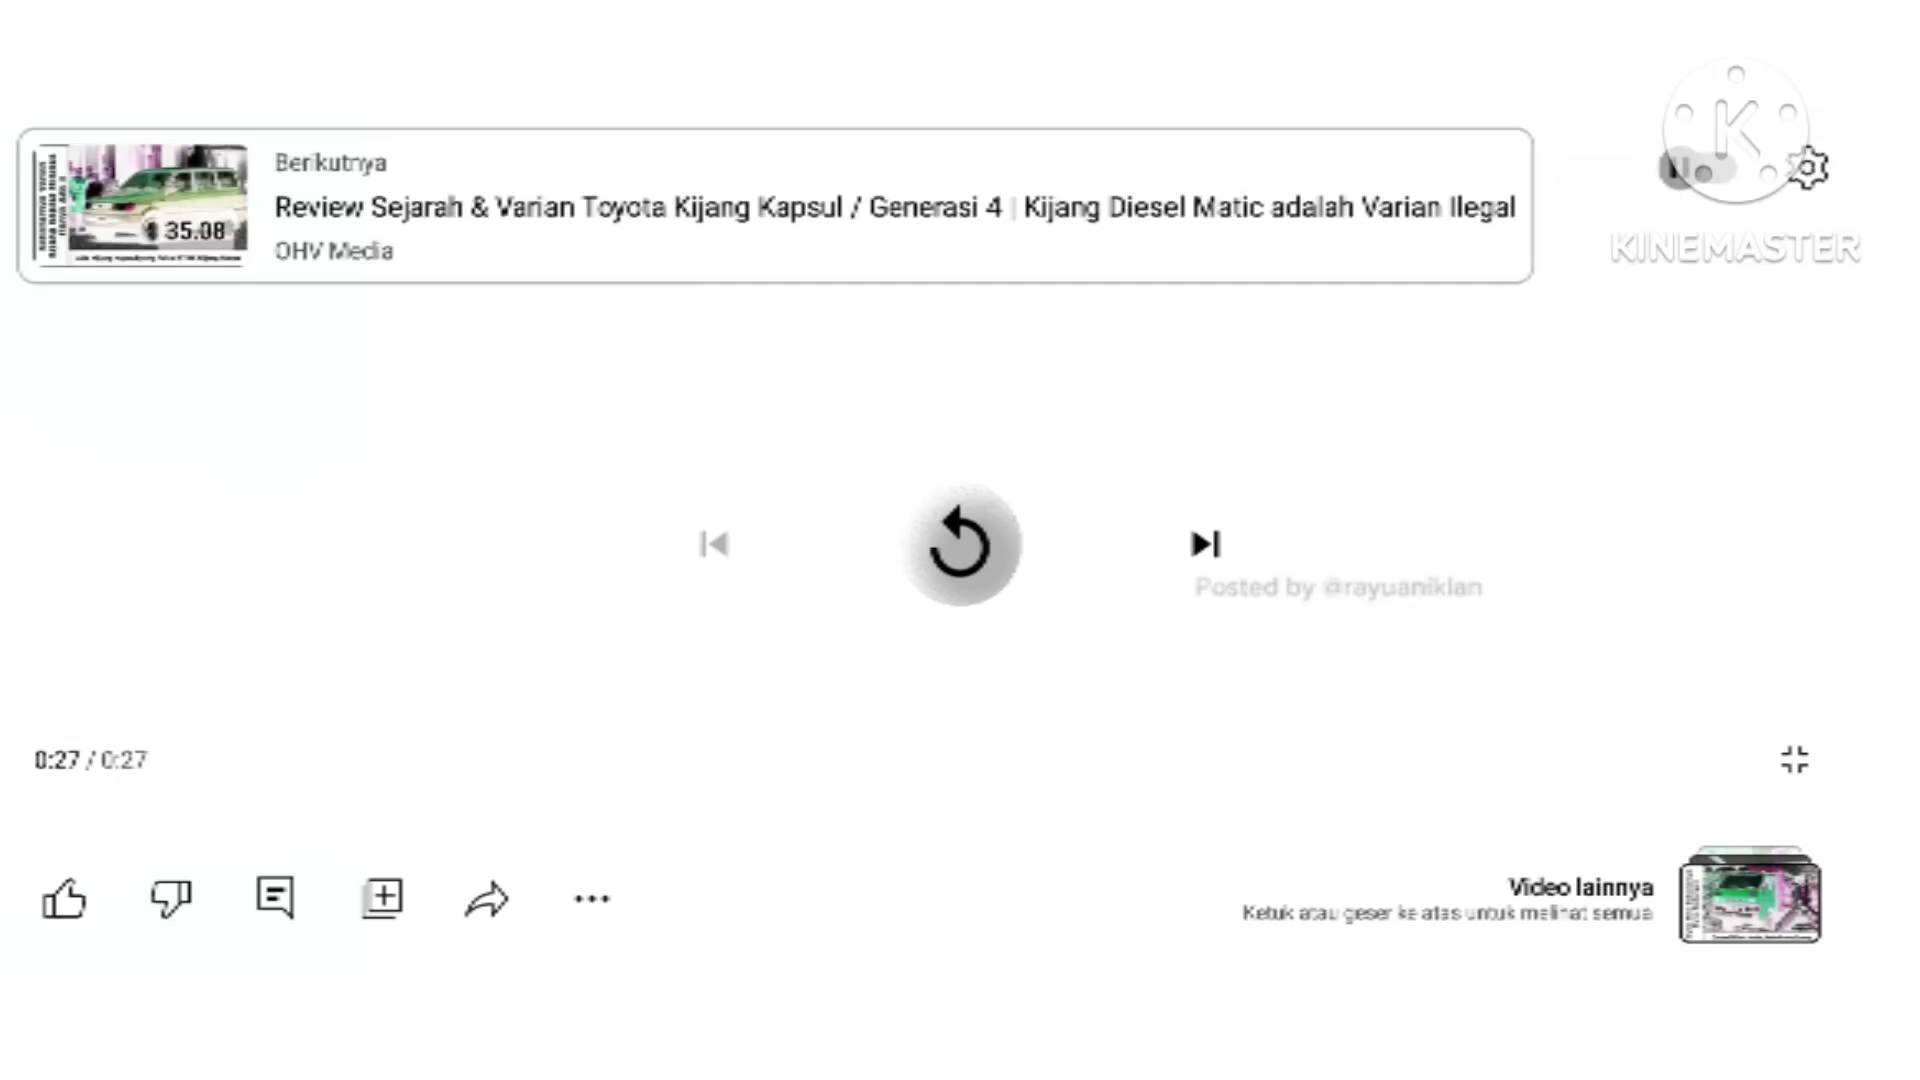 Berikutnya
Review Sejarah & Varian Toyota Kijang Kapsul / Generasi 4 | Kijang Diesel Matic adalah Varian Ilegal
35.08
OHV Media
K
KINEMASTER
Posted by @rayuaniklan
0:27 / 0:27
Video lainnya
Ketuk atau geser ke atas untuk melihat semua